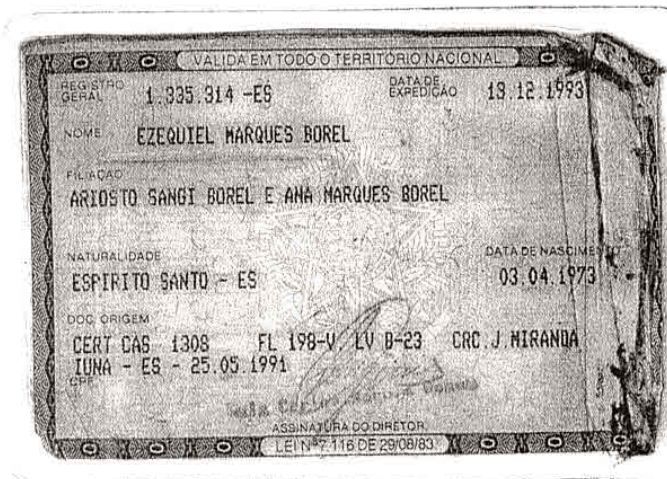 VALIDA EM TODO O TERRITÓRIO NACIONAL
REGISTRO GERAL 1.335.314 -ES DATA DE EXPEDIÇÃO 13.12.1993
NOME EZEQUIEL MARQUES BOREL
FILIAÇÃO
ARIOSTO SANGI BOREL E ANA MARQUES BOREL
NATURALIDADE DATA DE NASCIMENTO
ESPIRITO SANTO - ES 03.04.1973
DOC ORIGEM
CERT CAS 1308 FL 198-V. LV B-23 CRC.J.MIRANDA
IUNA - ES - 25.05.1991
CPF
ASSINATURA DO DIRETOR
LEI Nº 7.116 DE 29/08/83